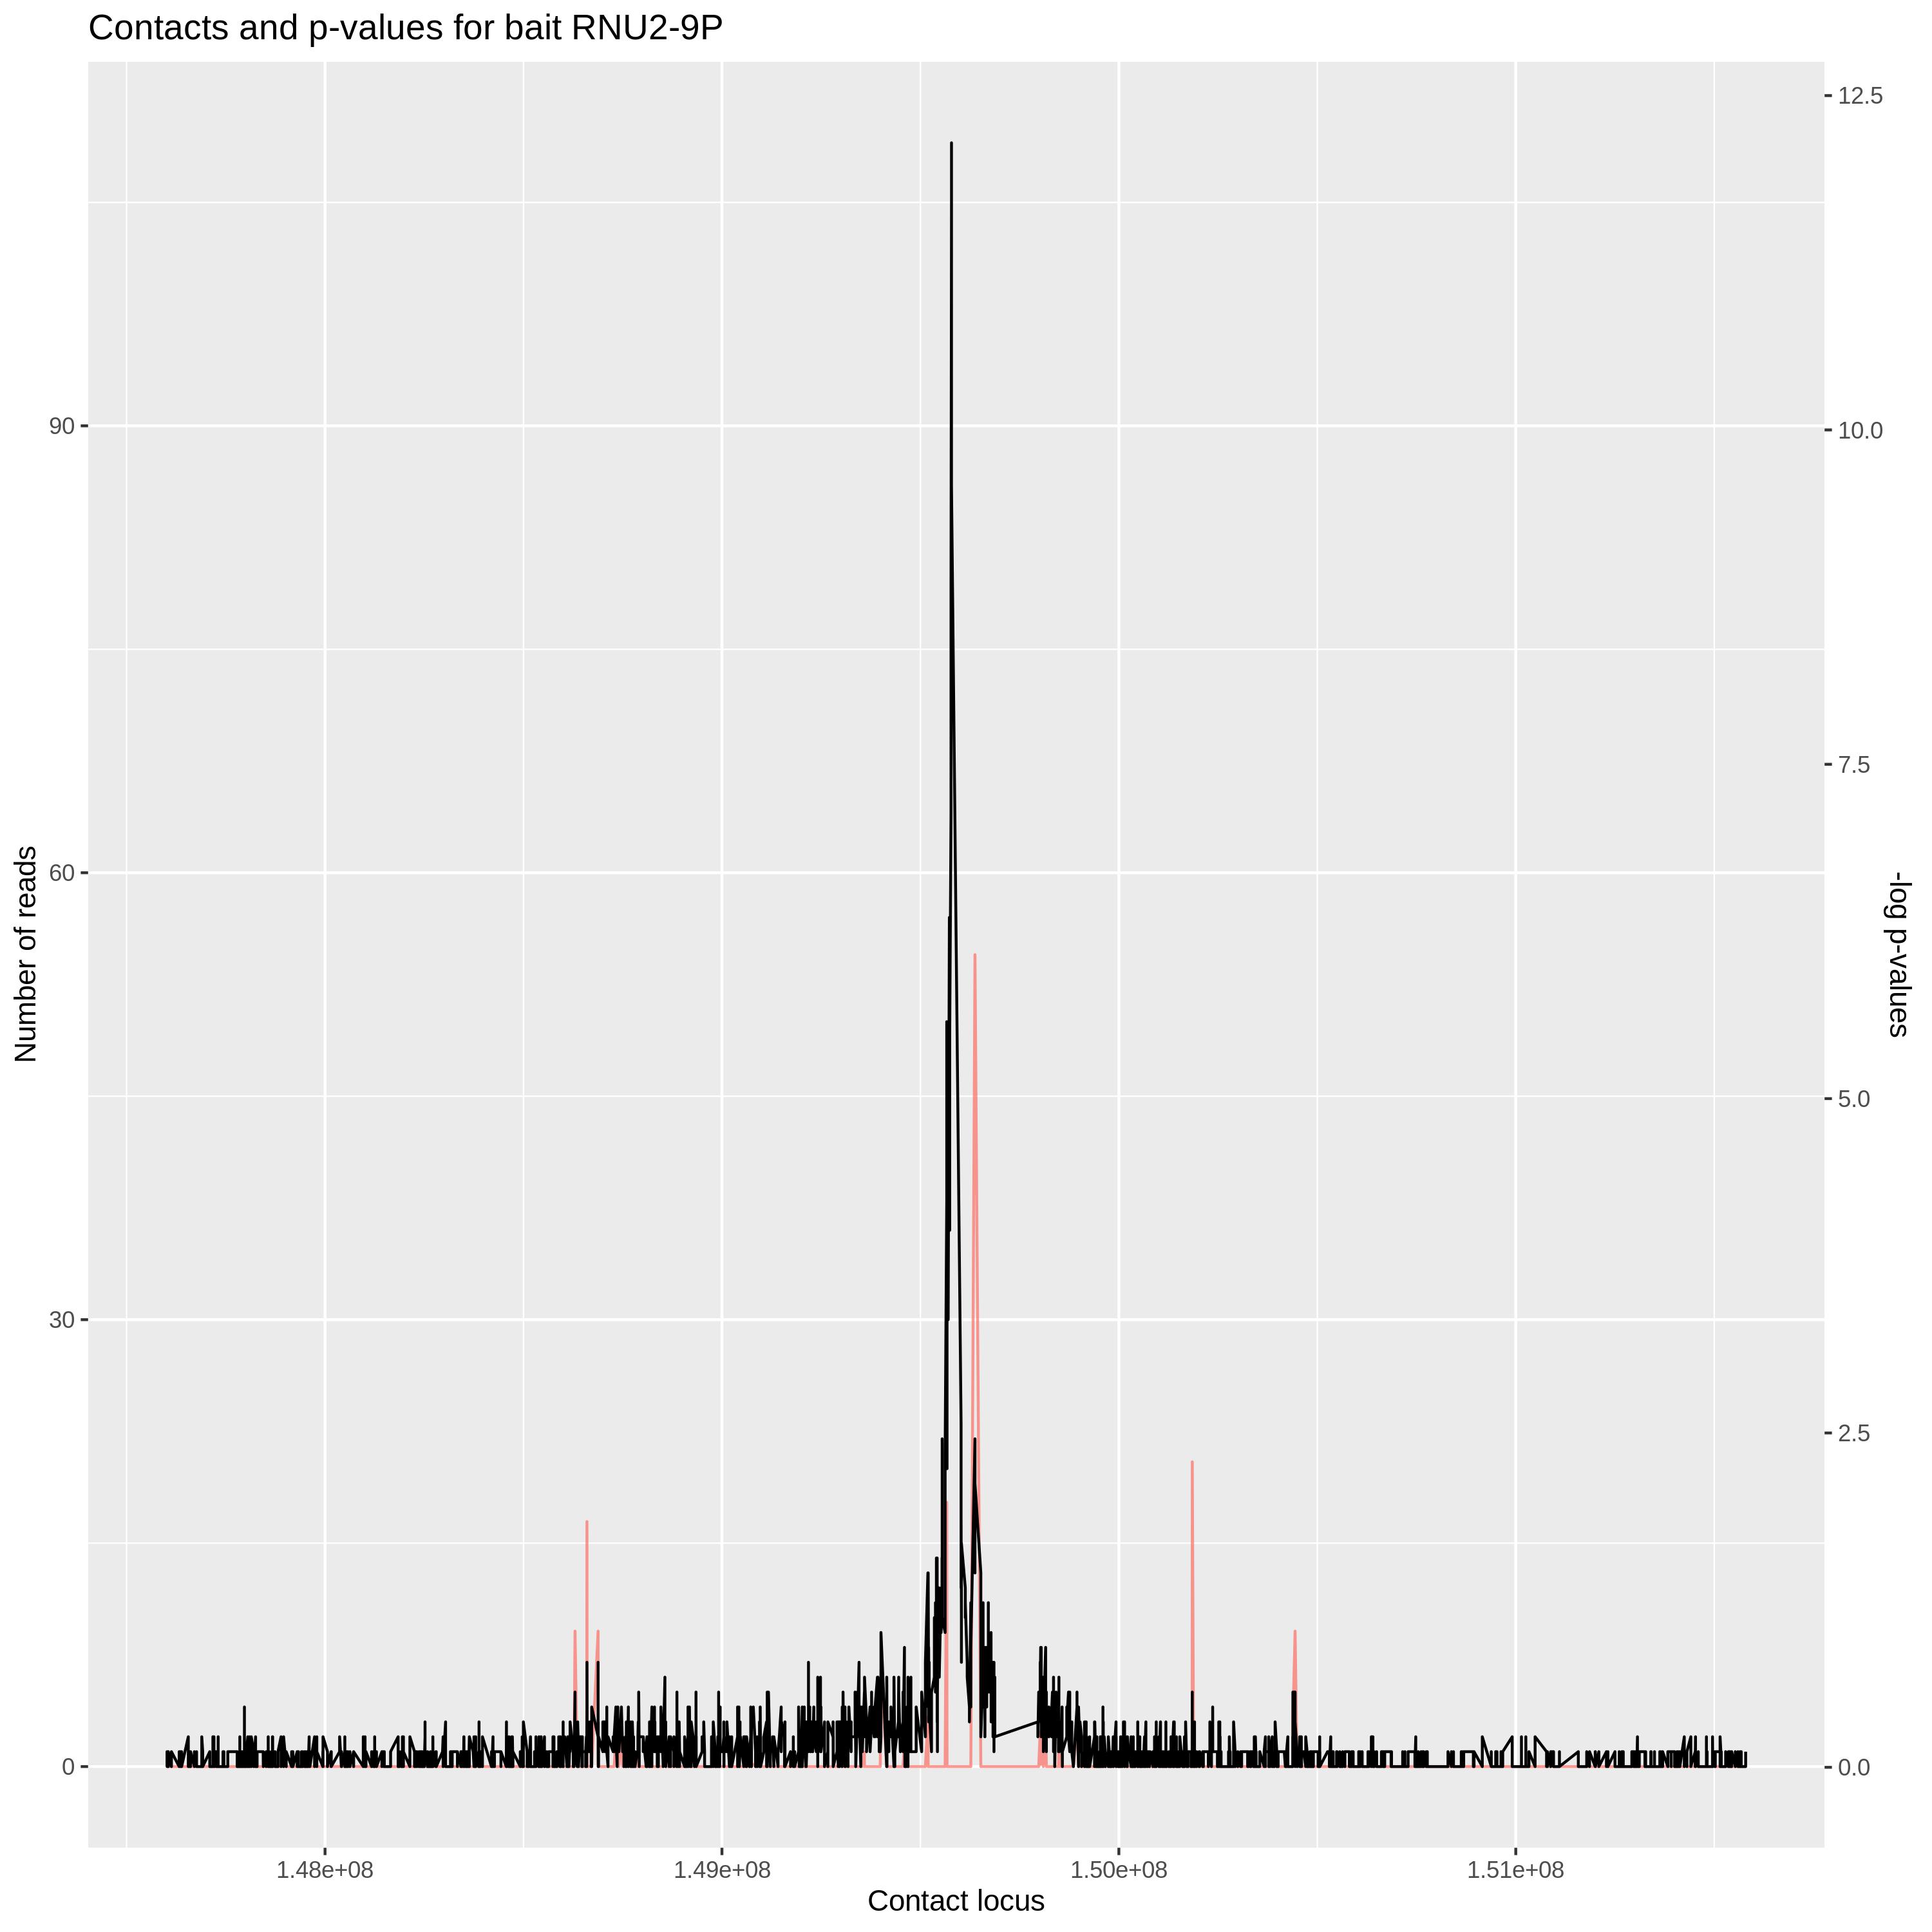 Contacts and p-values for bait RNU2-9P
Number of reads
90
60
30
0
12.5
10.0
7.5
5.0
2.5
0.0
-log p-values
1.48e+08
1.49e+08
1.50e+08
1.51e+08
Contact locus